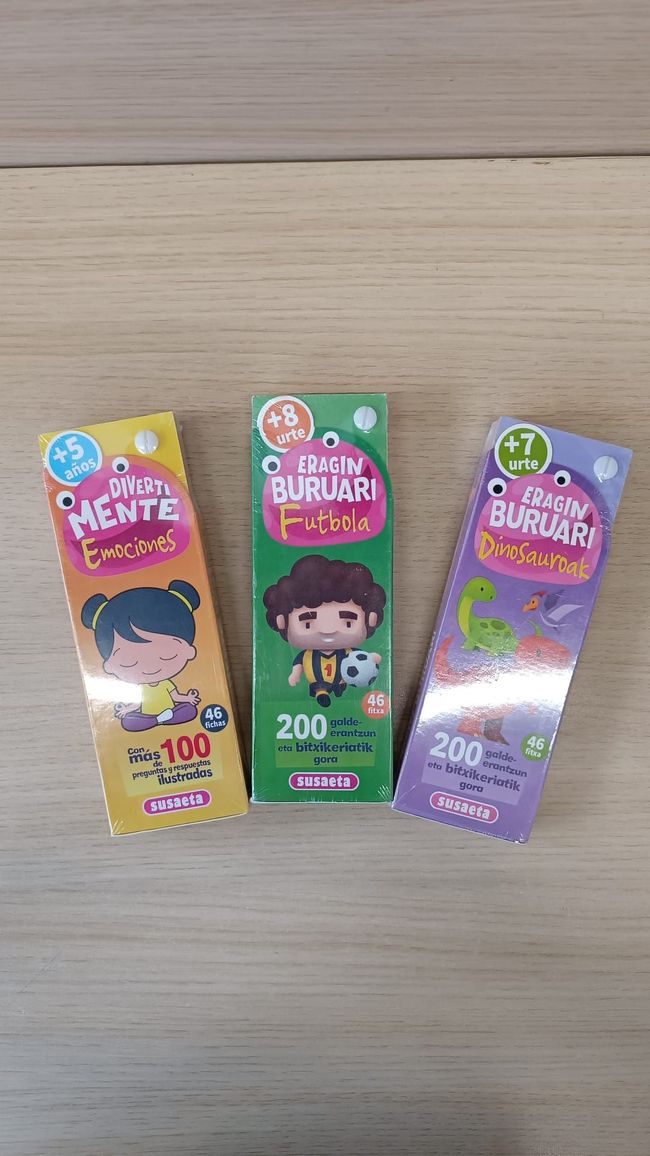 +5
años
DIVERTI
MENTE
Emociones
46
fichas
Con
más 100
de
preguntas y respuestas
ilustradas
susaeta
+8
urte
ERAGIN
BURUARI
Futbola
1
46
fitxa
200 galde-
erantzun
eta bitxikeriatik
gora
susaeta
+7
urte
ERAGIN
BURUARI
Dinosauroak
46
fitxa
200 galde-
erantzun
eta bitxikeriatik
gora
susaeta